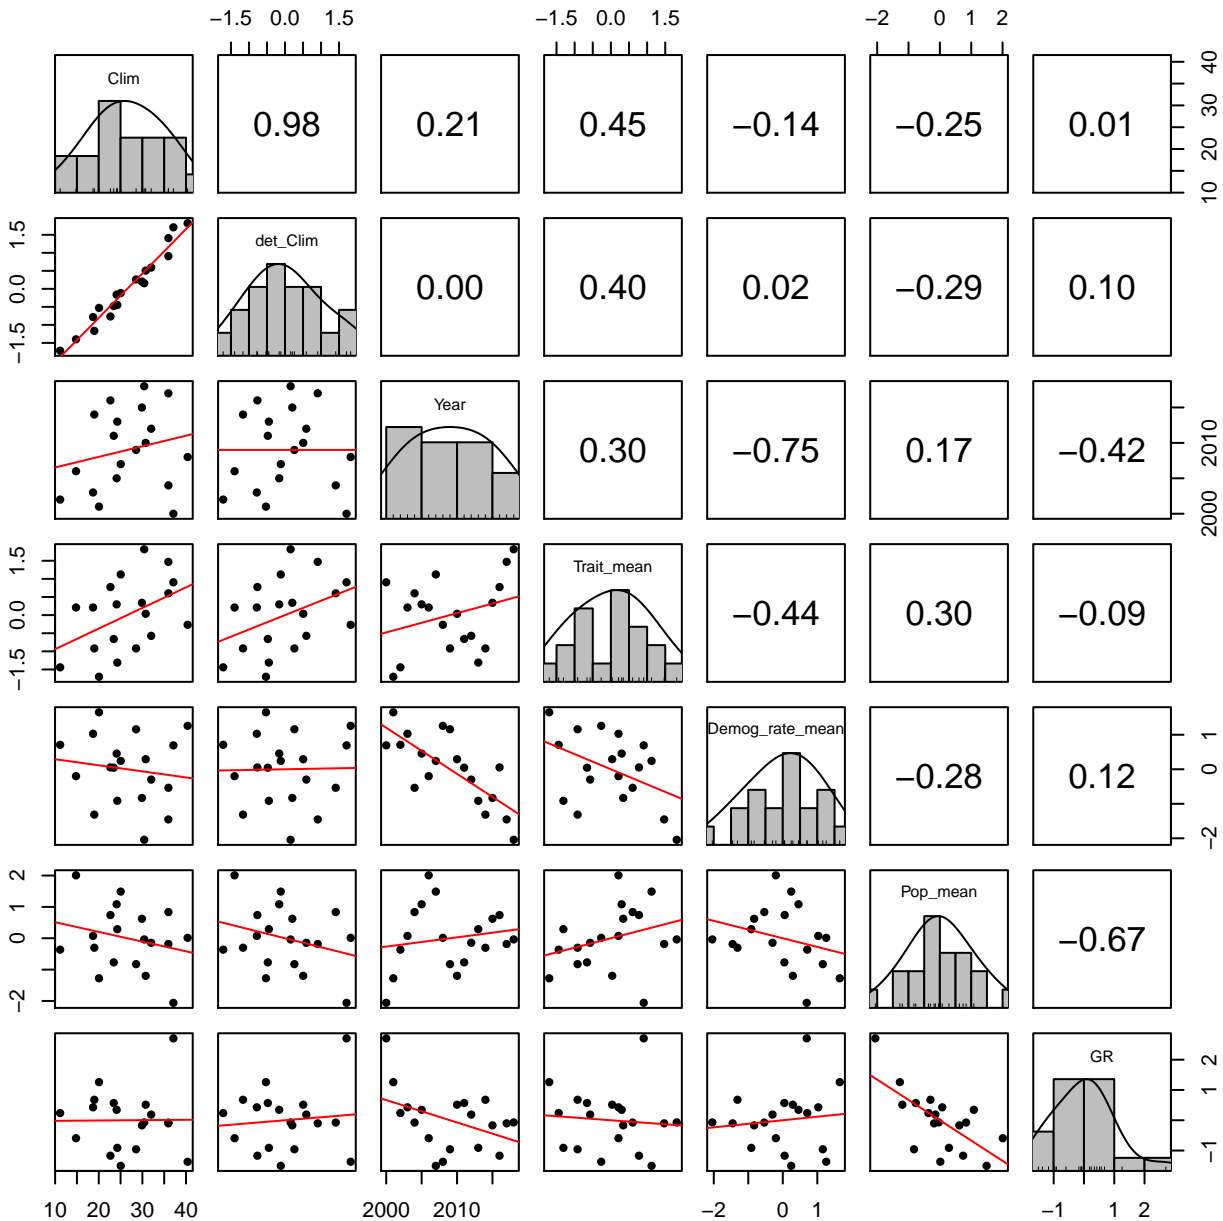 −1.5 0.0 1.5 −1.5 0.0 1.5 −2 0 1 2
Clim 0.98 0.21 0.45 −0.14 −0.25 0.01 10 20 30 40
−1.5 0.0 1.5 det_Clim 0.00 0.40 0.02 −0.29 0.10
Year 0.30 −0.75 0.17 −0.42 2000 2010
−1.5 0.0 1.5 Trait_mean −0.44 0.30 −0.09
Demog_rate_mean −0.28 0.12 −2 0 1
−2 0 1 2 Pop_mean −0.67
GR −1 1 2
10 20 30 40 2000 2010 −2 0 1 −1 1 2